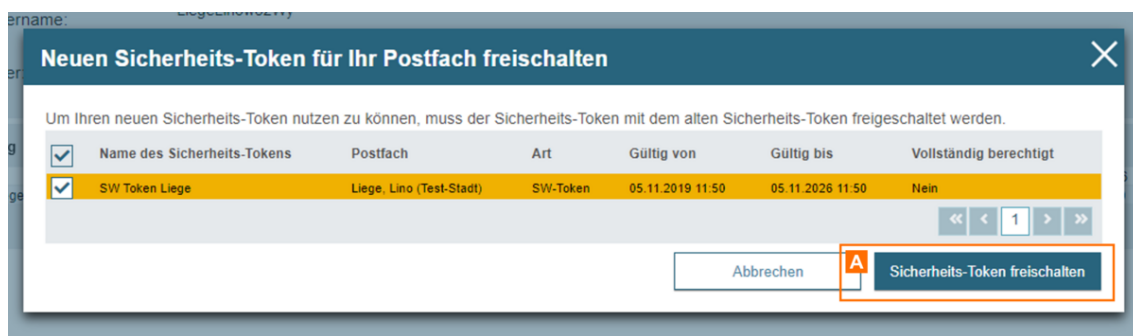 ername:
Neuen Sicherheits-Token für Ihr Postfach freischalten
Um Ihren neuen Sicherheits-Token nutzen zu können, muss der Sicherheits-Token mit dem alten Sicherheits-Token freigeschaltet werden.
Name des Sicherheits-Tokens Postfach Art Gültig von Gültig bis Vollständig berechtigt
SW Token Liege Liege, Lino (Test-Stadt) SW-Token 05.11.2019 11:50 05.11.2026 11:50 Nein
« < 1 > »
Abbrechen A Sicherheits-Token freischalten